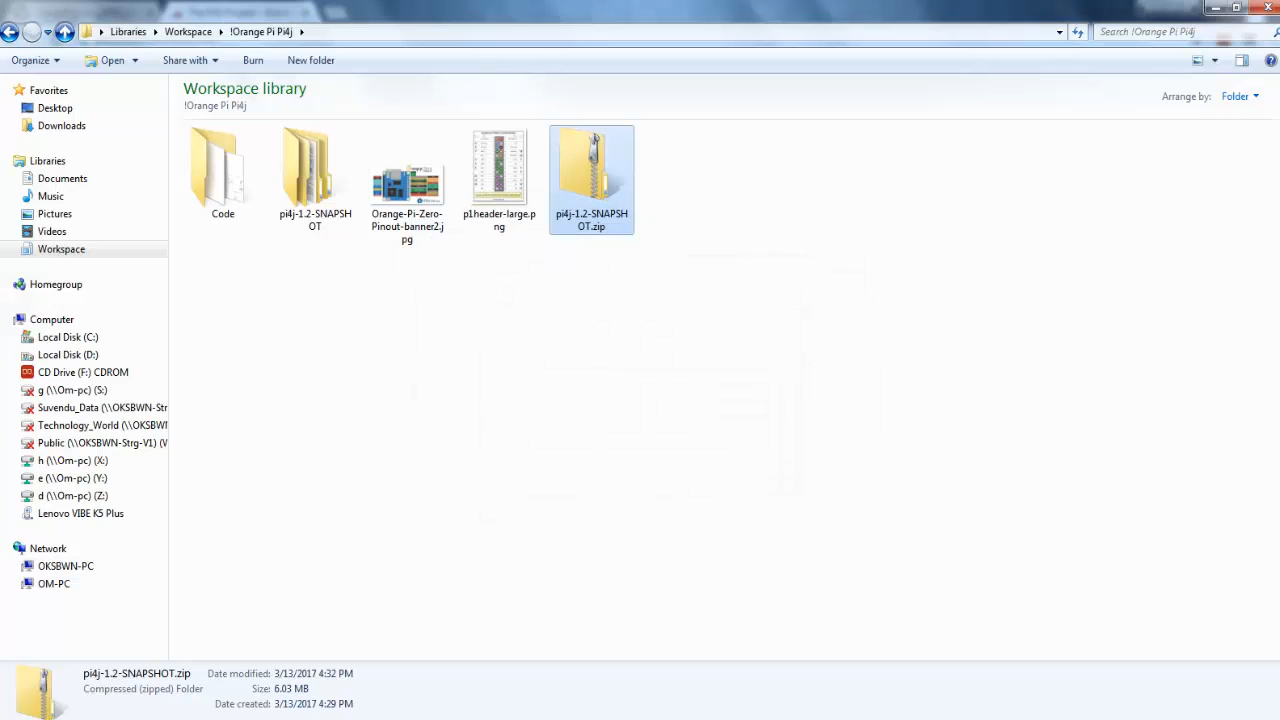 Libraries
Workspace
!Orange Pi Pi4j
Search !Orange Pi Pi4j
Organize
Open
Share with
Burn
New folder
Favorites
Desktop
Downloads
Libraries
Documents
Music
Pictures
Videos
Workspace
Homegroup
Computer
Local Disk (C:)
Local Disk (D:)
CD Drive (F:) CDROM
g (\\Om-pc) (S:)
Suvendu_Data (\\OKSBWN-Str
Technology_World (\\OKSBWN
Public (\\OKSBWN-Strg-V1) (V
h (\\Om-pc) (X:)
e (\\Om-pc) (Y:)
d (\\Om-pc) (Z:)
Lenovo VIBE K5 Plus
Network
OKSBWN-PC
OM-PC
Workspace library
!Orange Pi Pi4j
Arrange by: Folder
Code
pi4j-1.2-SNAPSH
OT
Orange-Pi-Zero-
Pinout-banner2.j
pg
p1header-large.p
ng
pi4j-1.2-SNAPSH
OT.zip
pi4j-1.2-SNAPSHOT.zip
Compressed (zipped) Folder
Date modified: 3/13/2017 4:32 PM
Size: 6.03 MB
Date created: 3/13/2017 4:29 PM